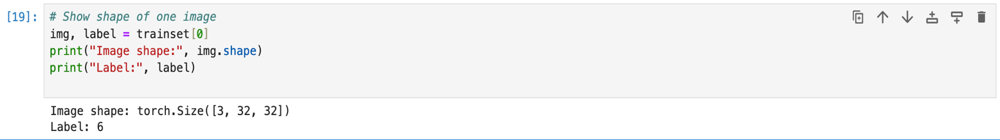 [19]:
# Show shape of one image
img, label = trainset[0]
print("Image shape:", img.shape)
print("Label:", label)
Image shape: torch.Size([3, 32, 32])
Label: 6